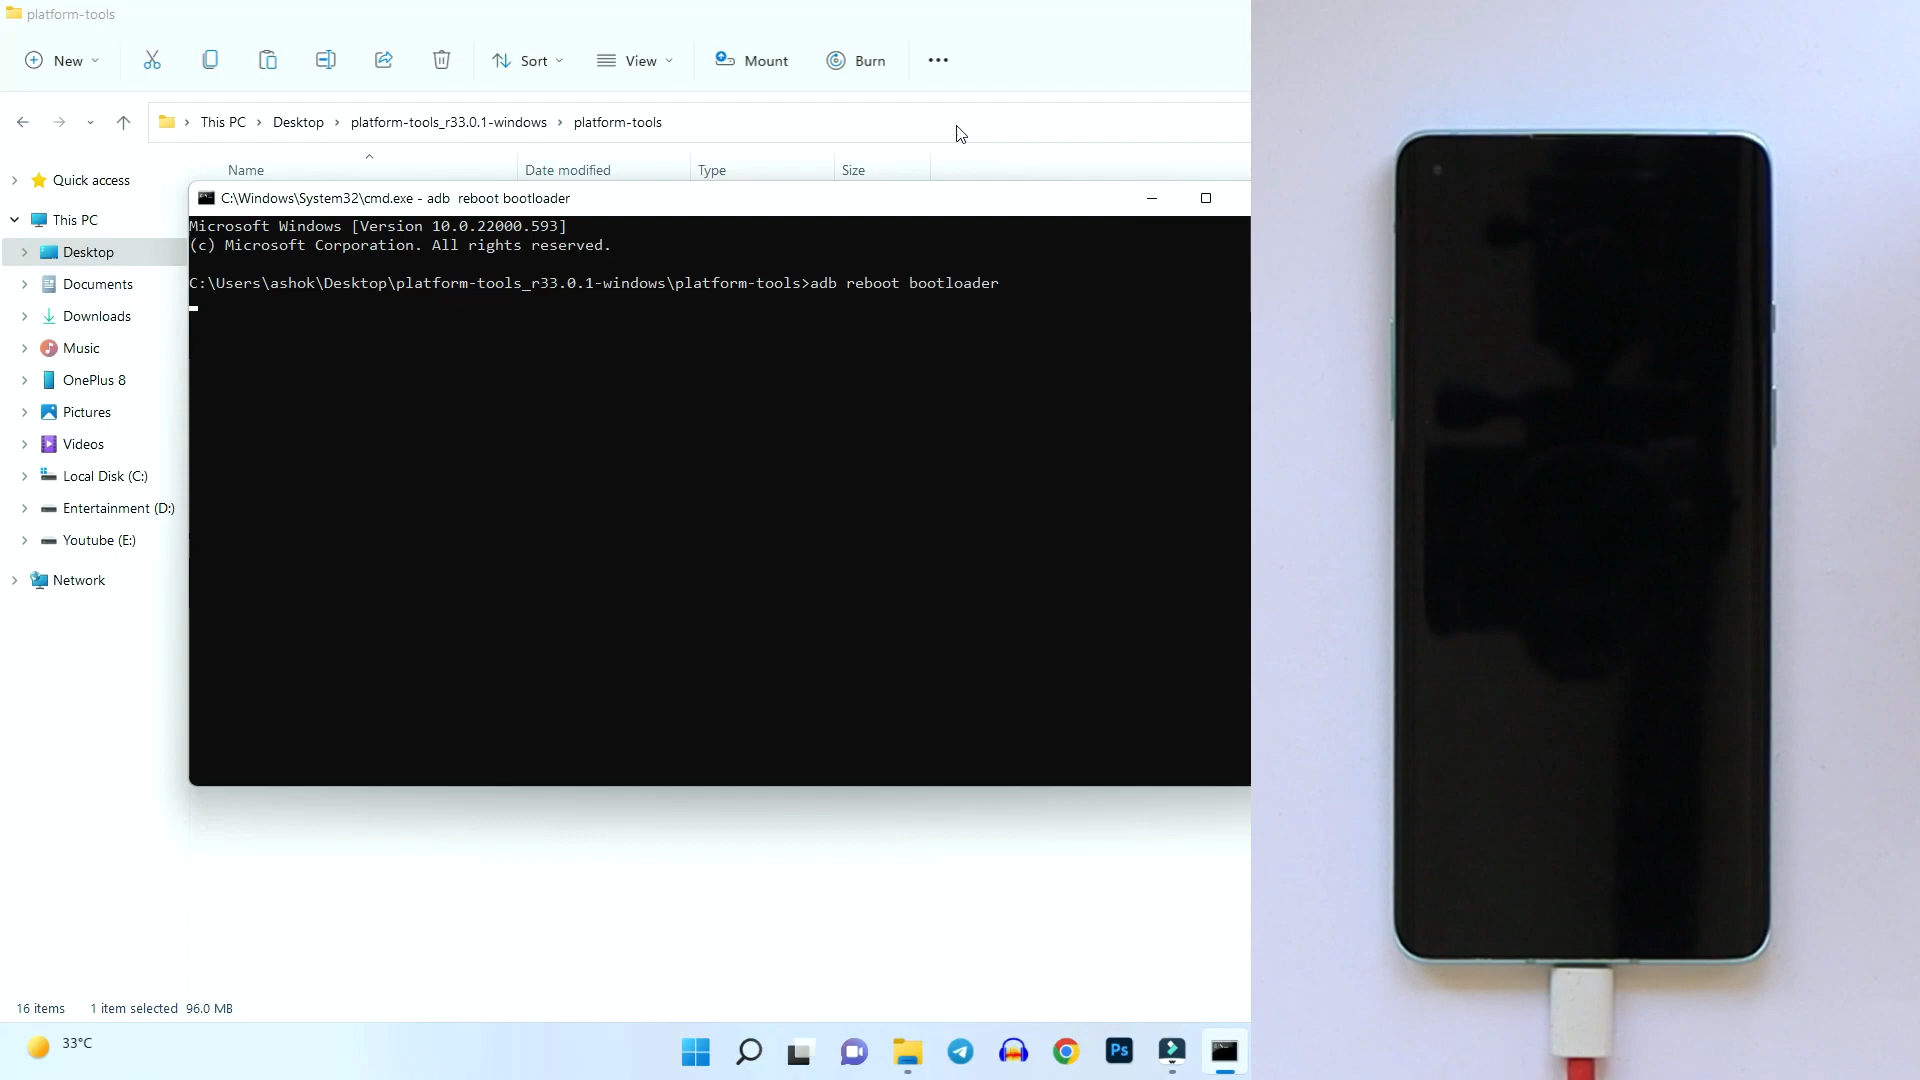 platform-tools
New
Sort
View
Mount
Burn
This PC
Desktop
platform-tools_r33.0.1-windows
platform-tools
Name
Date modified
Type
Size
Quick access
This PC
Desktop
Documents
Downloads
Music
OnePlus 8
Pictures
Videos
Local Disk (C:)
Entertainment (D:)
Youtube (E:)
Network
C:\Windows\System32\cmd.exe - adb  reboot bootloader
Microsoft Windows [Version 10.0.22000.593]
(c) Microsoft Corporation. All rights reserved.
C:\Users\ashok\Desktop\platform-tools_r33.0.1-windows\platform-tools>adb reboot bootloader
16 items 1 item selected 96.0 MB
33°C
Ps